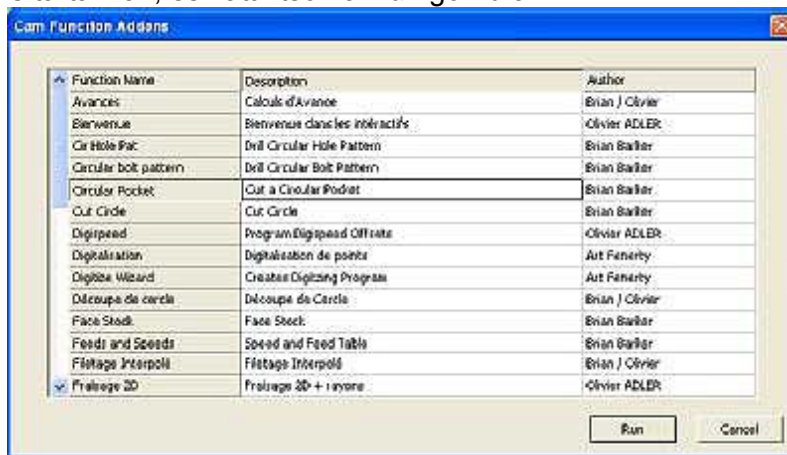 Cam Function Addons
Function Name Description Author
Avances Calculs d'Avance Brian / Olivier
Bienvenue Bienvenue dans les intéractifs Olivier ADLER
Cir Hole Pat Drill Circular Hole Pattern Brian Barker
Circular bolt pattern Drill Circular Bolt Pattern Brian Barker
Circular Pocket Cut a Circular Pocket Brian Barker
Cut Circle Cut Circle Brian Barker
Digispeed Program Digispeed Offsets Olivier ADLER
Digitalisation Digitalisation de points Art Fenerty
Digitize Wizard Creates Digitzing Program Art Fenerty
Découpe de cercle Découpe de Cercle Brian / Olivier
Face Stock Face Stock Brian Barker
Feeds and Speeds Speed and Feed Table Brian Barker
Filetage Interpolé Filetage Interpolé Brian / Olivier
Fraisage 2D Fraisage 2D + rayons Olivier ADLER
Run Cancel